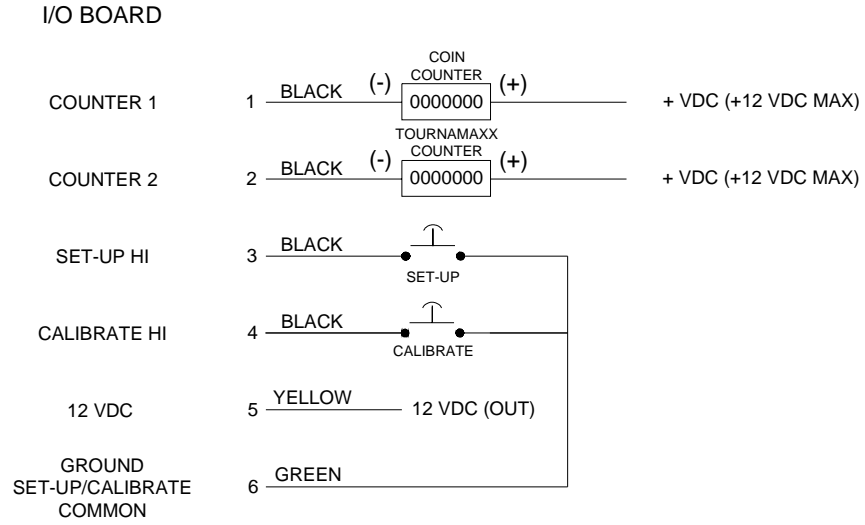 I/O BOARD
COIN
COUNTER
COUNTER 1 1 BLACK (-) 0000000 (+) + VDC (+12 VDC MAX)
TOURNAMAXX
COUNTER
COUNTER 2 2 BLACK (-) 0000000 (+) + VDC (+12 VDC MAX)
SET-UP HI 3 BLACK
SET-UP
CALIBRATE HI 4 BLACK
CALIBRATE
12 VDC 5 YELLOW 12 VDC (OUT)
GROUND
SET-UP/CALIBRATE 6 GREEN
COMMON